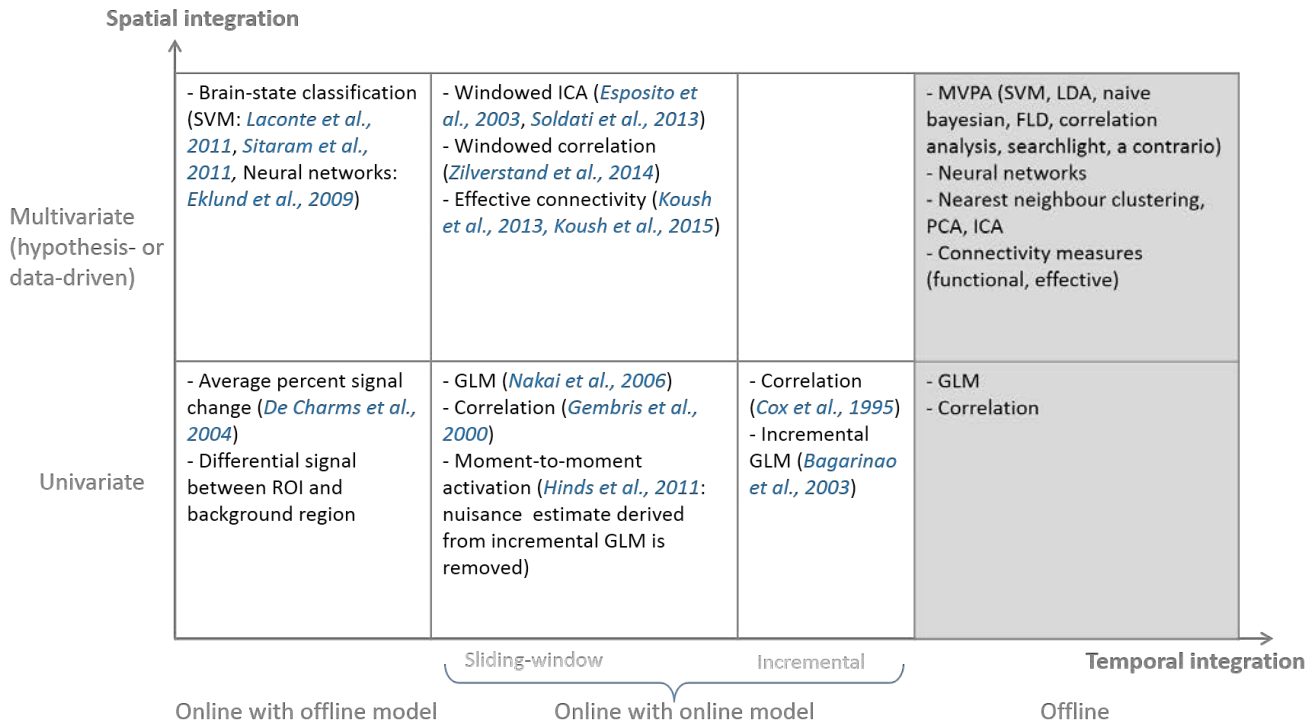 Spatial integration
Multivariate
(hypothesis- or
data-driven)
- Brain-state classification
(SVM: Laconte et al.,
2011, Sitaram et al.,
2011, Neural networks:
Eklund et al., 2009)
- Windowed ICA (Esposito et
al., 2003, Soldati et al., 2013)
- Windowed correlation
(Zilverstand et al., 2014)
- Effective connectivity (Koush
et al., 2013, Koush et al., 2015)
- MVPA (SVM, LDA, naive
bayesian, FLD, correlation
analysis, searchlight, a contrario)
- Neural networks
- Nearest neighbour clustering,
PCA, ICA
- Connectivity measures
(functional, effective)
Univariate
- Average percent signal
change (De Charms et al.,
2004)
- Differential signal
between ROI and
background region
- GLM (Nakai et al., 2006)
- Correlation (Gembris et al.,
2000)
- Moment-to-moment
activation (Hinds et al., 2011:
nuisance estimate derived
from incremental GLM is
removed)
- Correlation
(Cox et al., 1995)
- Incremental
GLM (Bagarinao
et al., 2003)
- GLM
- Correlation
Sliding-window
Incremental
Temporal integration
Online with offline model
Online with online model
Offline